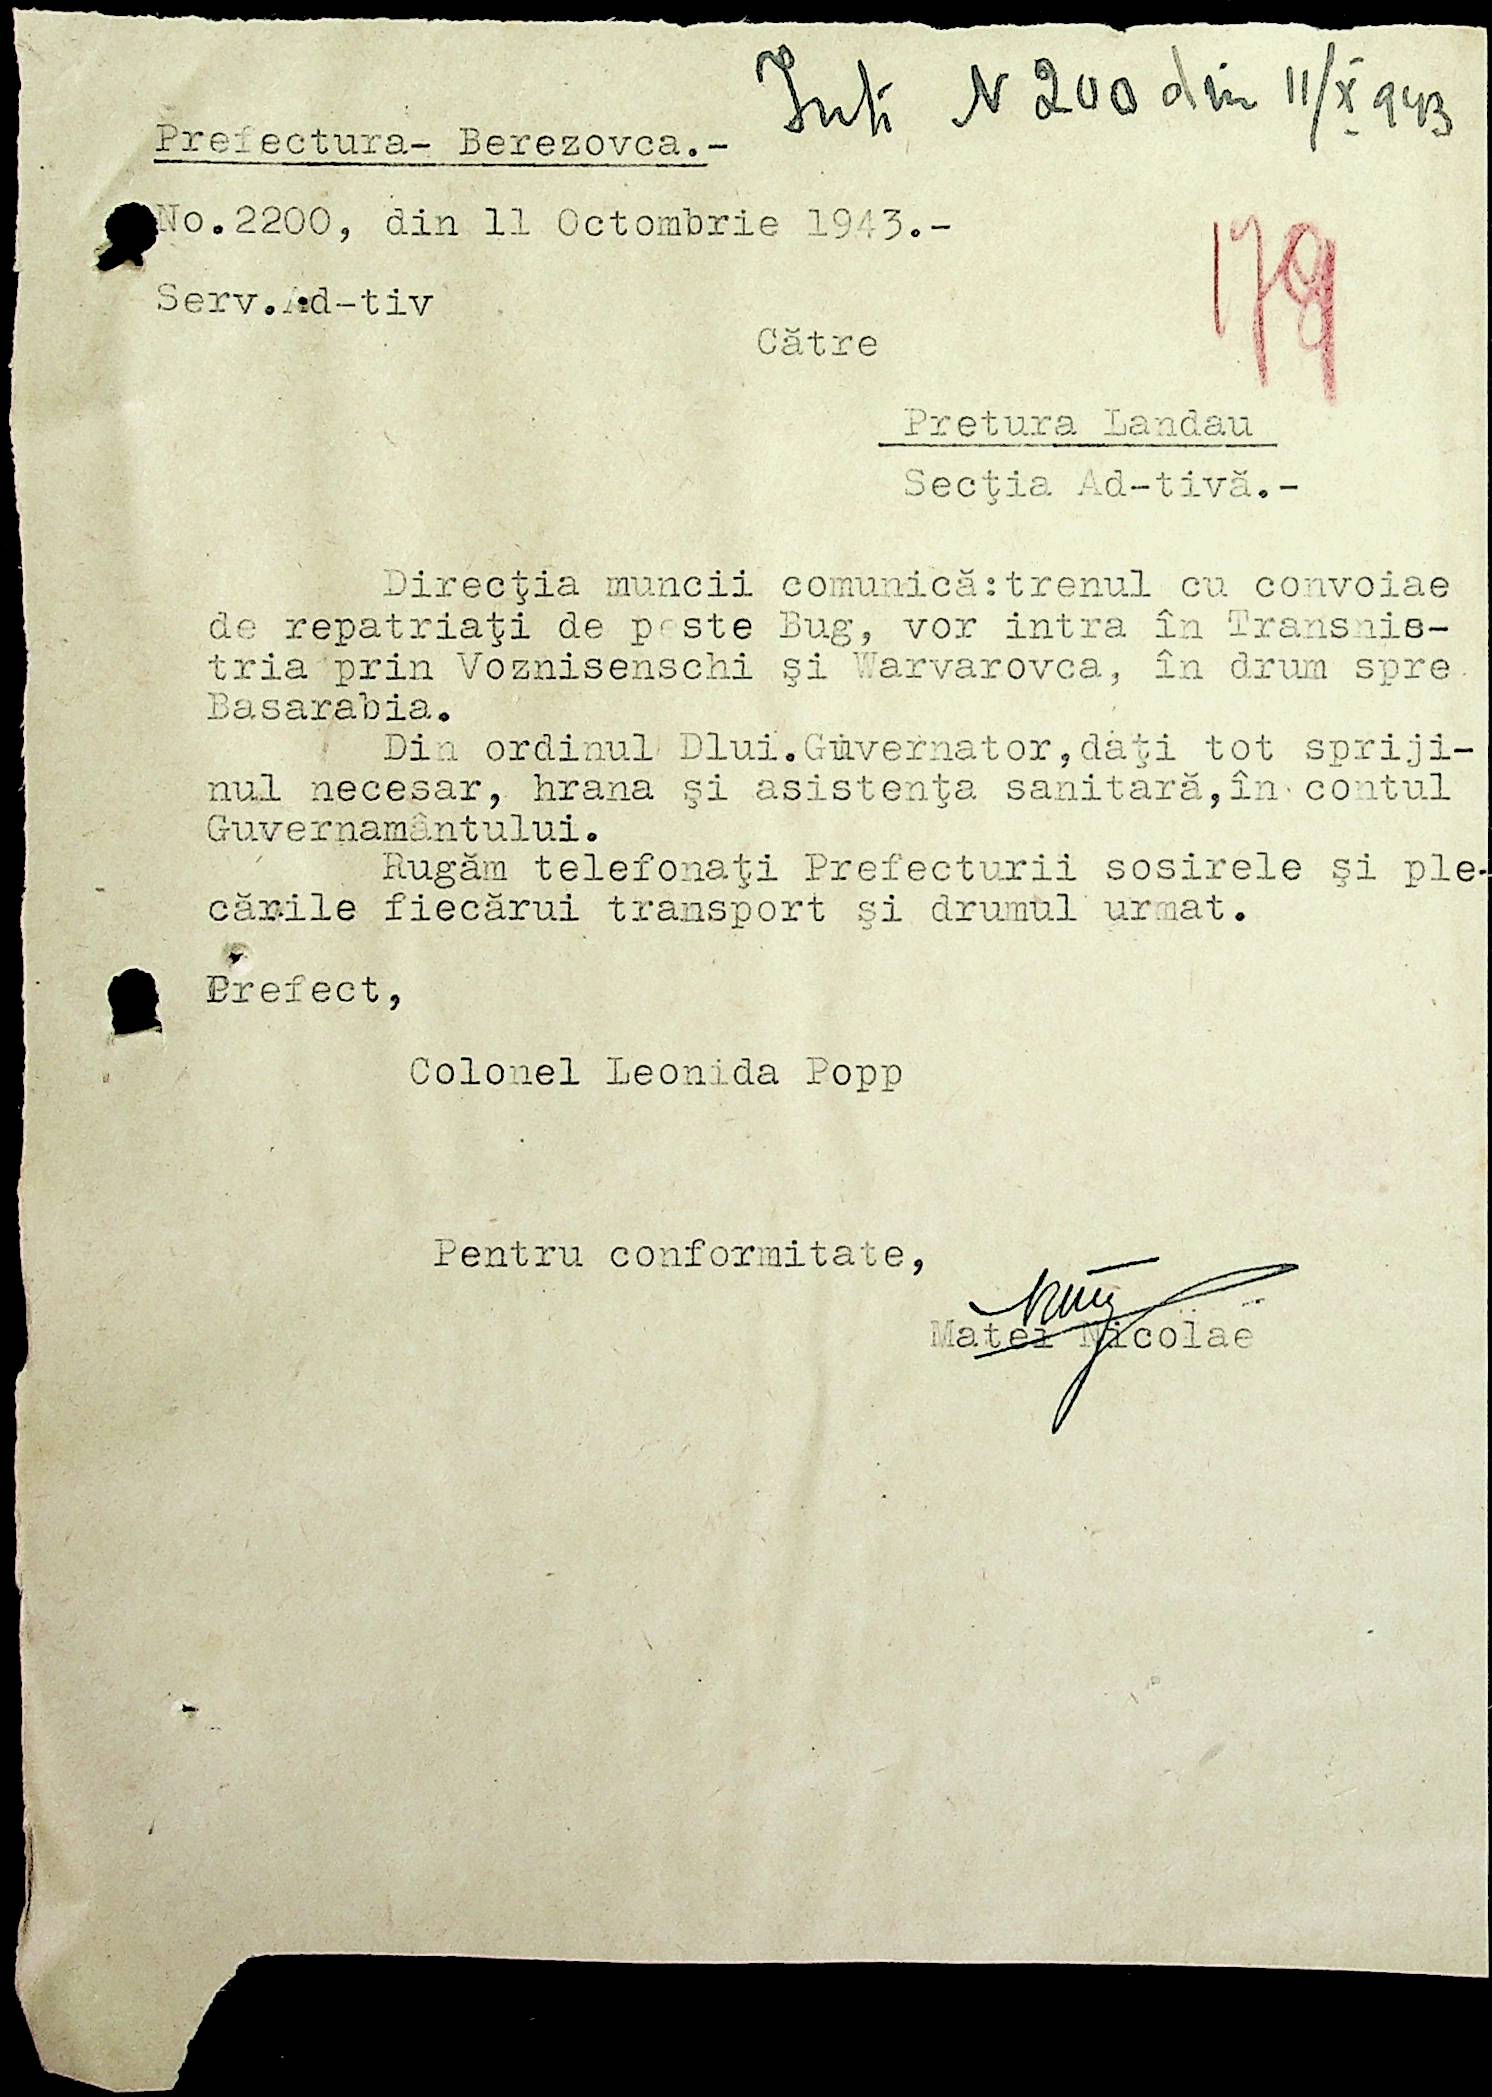 N 200 din 11/X 943
Prefectura- Berezovca.-
No.2200, din 11 Octombrie 1943.-
179
Serv.Ad-tiv
Către
Pretura Landau
Secţia Ad-tivă.-
Direcţia muncii comunică:trenul cu convoiae
de repatriaţi de peste Bug, vor intra în Transnis-
tria prin Voznisenschi şi Warvarovca, în drum spre
Basarabia.
Din ordinul Dlui.Guvernator,daţi tot spriji-
nul necesar, hrana şi asistenţa sanitară,în contul
Guvernamântului.
Rugăm telefonaţi Prefecturii sosirele şi ple-
cările fiecărui transport şi drumul urmat.
Prefect,
Colonel Leonida Popp
Pentru conformitate,
Matei Nicolae